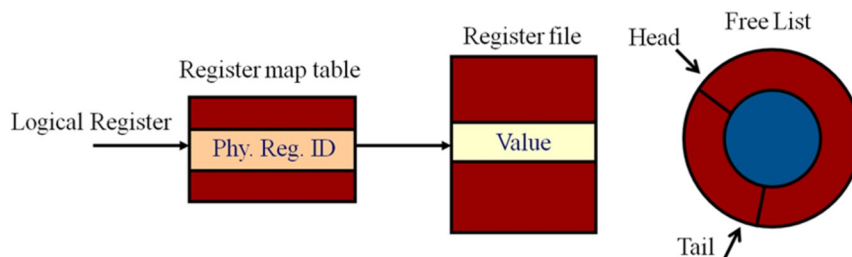 Register map table
Logical Register
Phy. Reg. ID
Register file
Value
Free List
Head
Tail